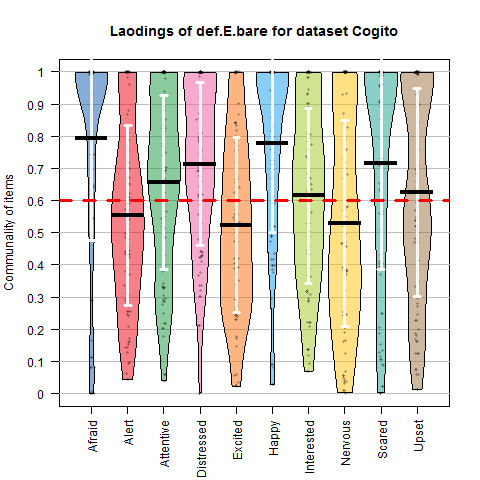 Laodings of def.E.bare for dataset Cogito
Communality of items
1
0.9
0.8
0.7
0.6
0.5
0.4
0.3
0.2
0.1
0
Afraid
Alert
Attentive
Distressed
Excited
Happy
Interested
Nervous
Scared
Upset